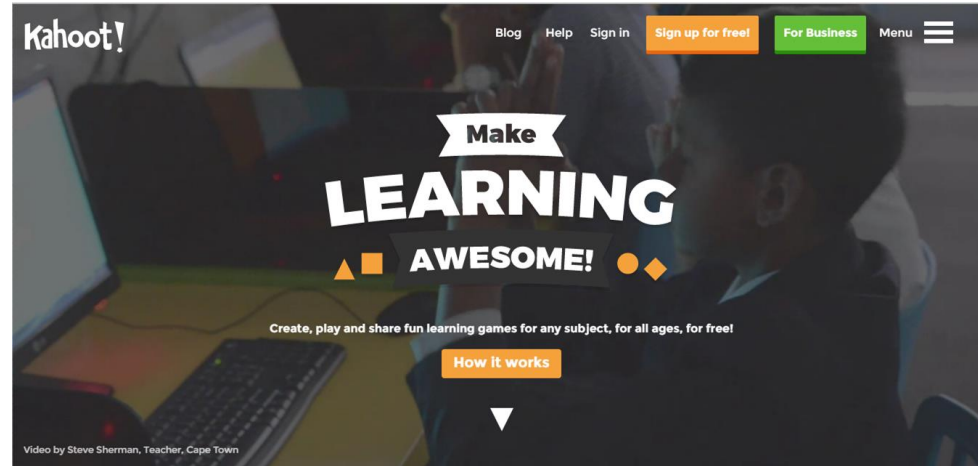 Kahoot!
Blog Help Sign in Sign up for free! For Business Menu
Make
LEARNING
AWESOME!
Create, play and share fun learning games for any subject, for all ages, for free!
How it works
Video by Steve Sherman, Teacher, Cape Town